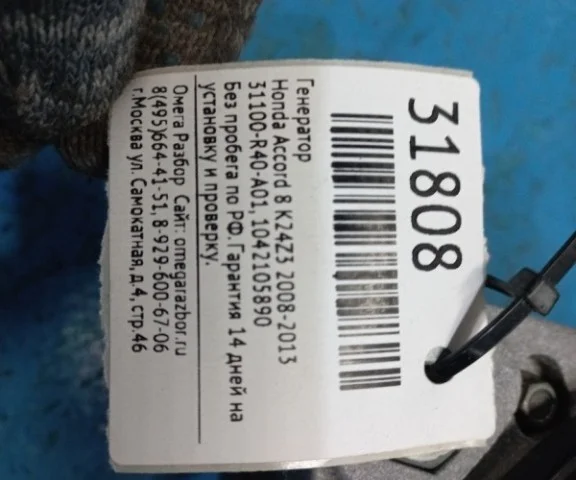 31808
Генератор
Honda Accord 8 K24Z3 2008-2013
31100-R40-A01,1042105890
Без пробега по РФ.Гарантия 14 дней на
установку и проверку.
Омега Разбор Сайт: omegarazbor.ru
8(495)664-41-51, 8-929-600-67-06
г.Москва ул. Самокатная, д.4, стр.46